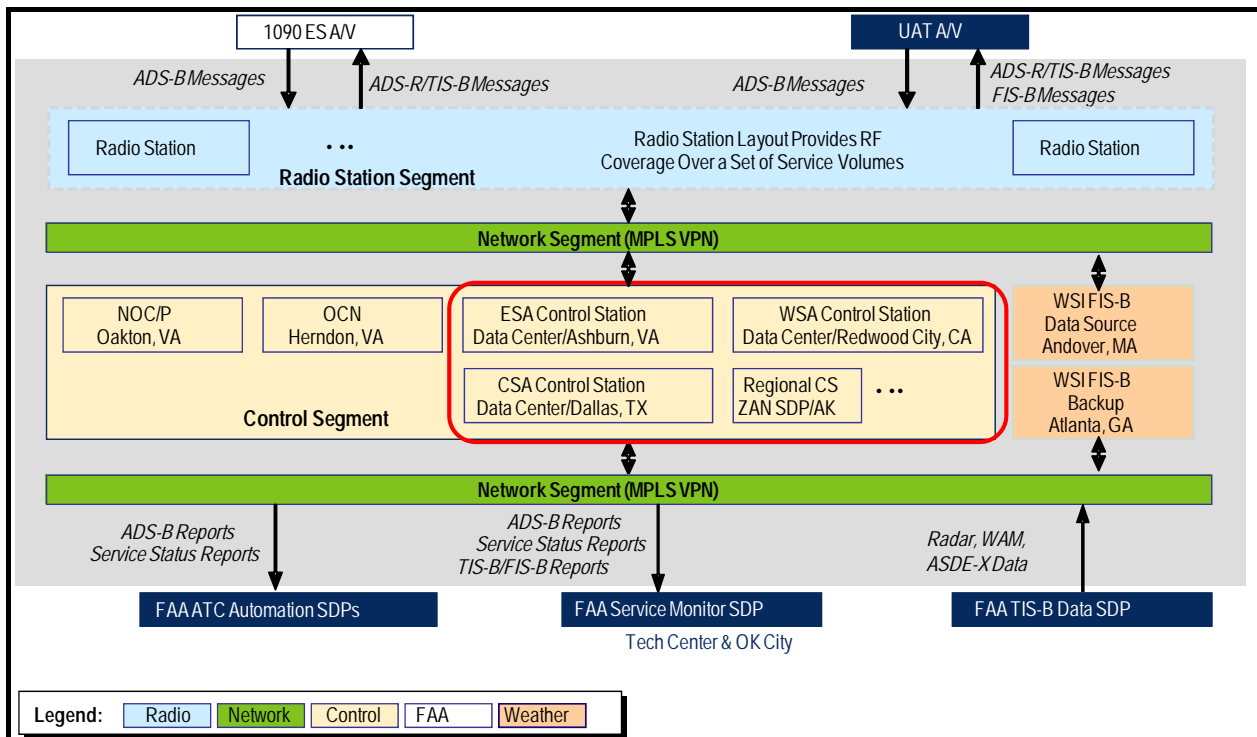 1090 ES A/V
UAT A/V
ADS-B Messages
ADS-R/TIS-B Messages
ADS-B Messages
ADS-R/TIS-B Messages
FIS-B Messages
Radio Station
...
Radio Station Layout Provides RF
Coverage Over a Set of Service Volumes
Radio Station
Radio Station Segment
Network Segment (MPLS VPN)
NOC/P
Oakton, VA
OCN
Herndon, VA
ESA Control Station
Data Center/Ashburn, VA
WSA Control Station
Data Center/Redwood City, CA
CSA Control Station
Data Center/Dallas, TX
Regional CS
ZAN SDP/AK
...
Control Segment
WSI FIS-B
Data Source
Andover, MA
WSI FIS-B
Backup
Atlanta, GA
Network Segment (MPLS VPN)
ADS-B Reports
Service Status Reports
ADS-B Reports
Service Status Reports
TIS-B/FIS-B Reports
Radar, WAM,
ASDE-X Data
FAA ATC Automation SDPs
FAA Service Monitor SDP
FAA TIS-B Data SDP
Tech Center & OK City
Legend:
Radio
Network
Control
FAA
Weather